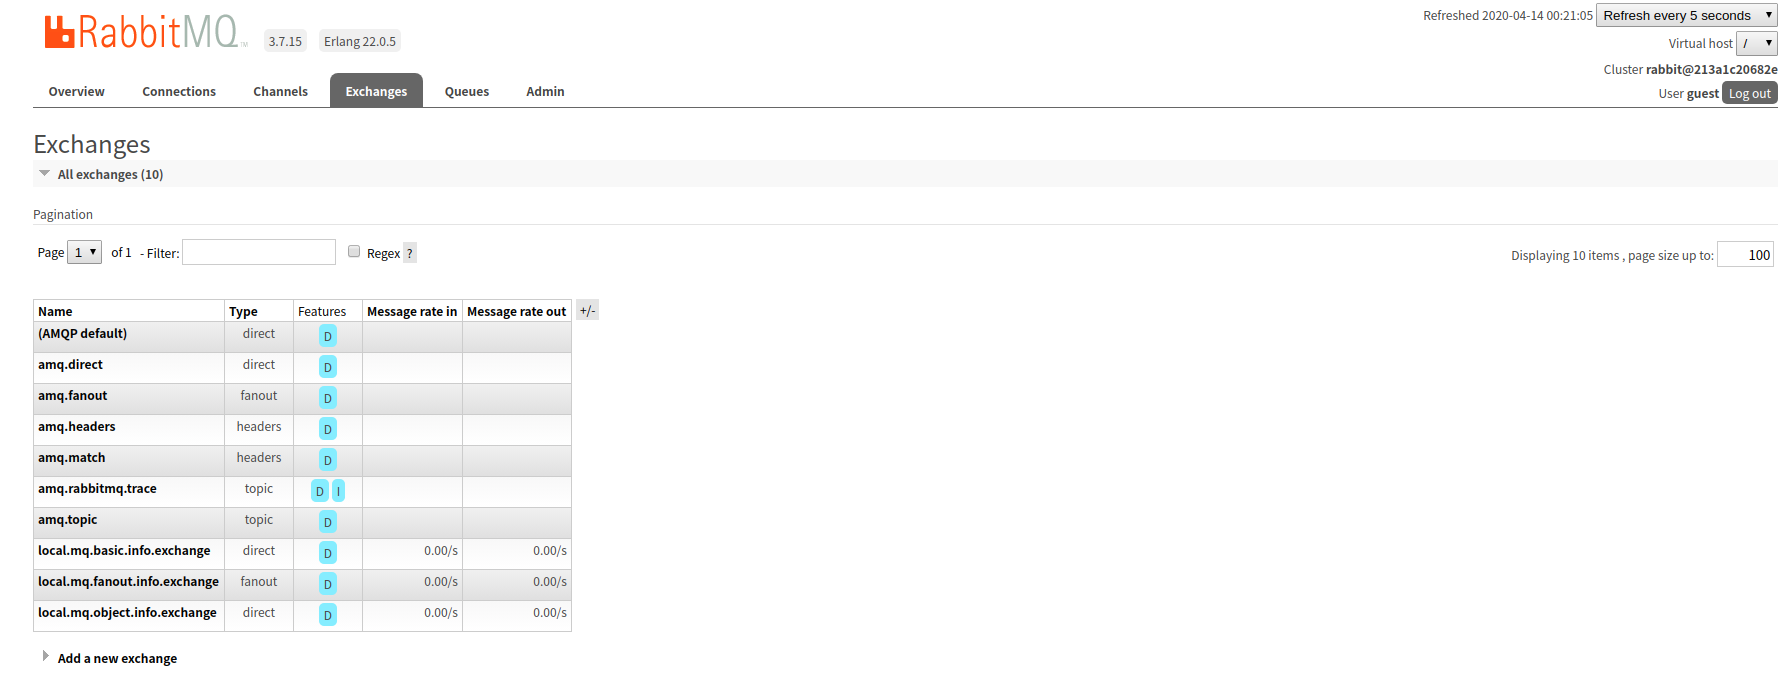 RabbitMQ TM 3.7.15 Erlang 22.0.5
Refreshed 2020-04-14 00:21:05 Refresh every 5 seconds
Virtual host /
Cluster rabbit@213a1c20682e
User guest Log out
Overview Connections Channels Exchanges Queues Admin
Exchanges
All exchanges (10)
Pagination
Page 1 of 1 - Filter: Regex ?
Displaying 10 items , page size up to: 100
Name Type Features Message rate in Message rate out +/-
(AMQP default) direct D
amq.direct direct D
amq.fanout fanout D
amq.headers headers D
amq.match headers D
amq.rabbitmq.trace topic D I
amq.topic topic D
local.mq.basic.info.exchange direct D 0.00/s 0.00/s
local.mq.fanout.info.exchange fanout D 0.00/s 0.00/s
local.mq.object.info.exchange direct D 0.00/s 0.00/s
Add a new exchange